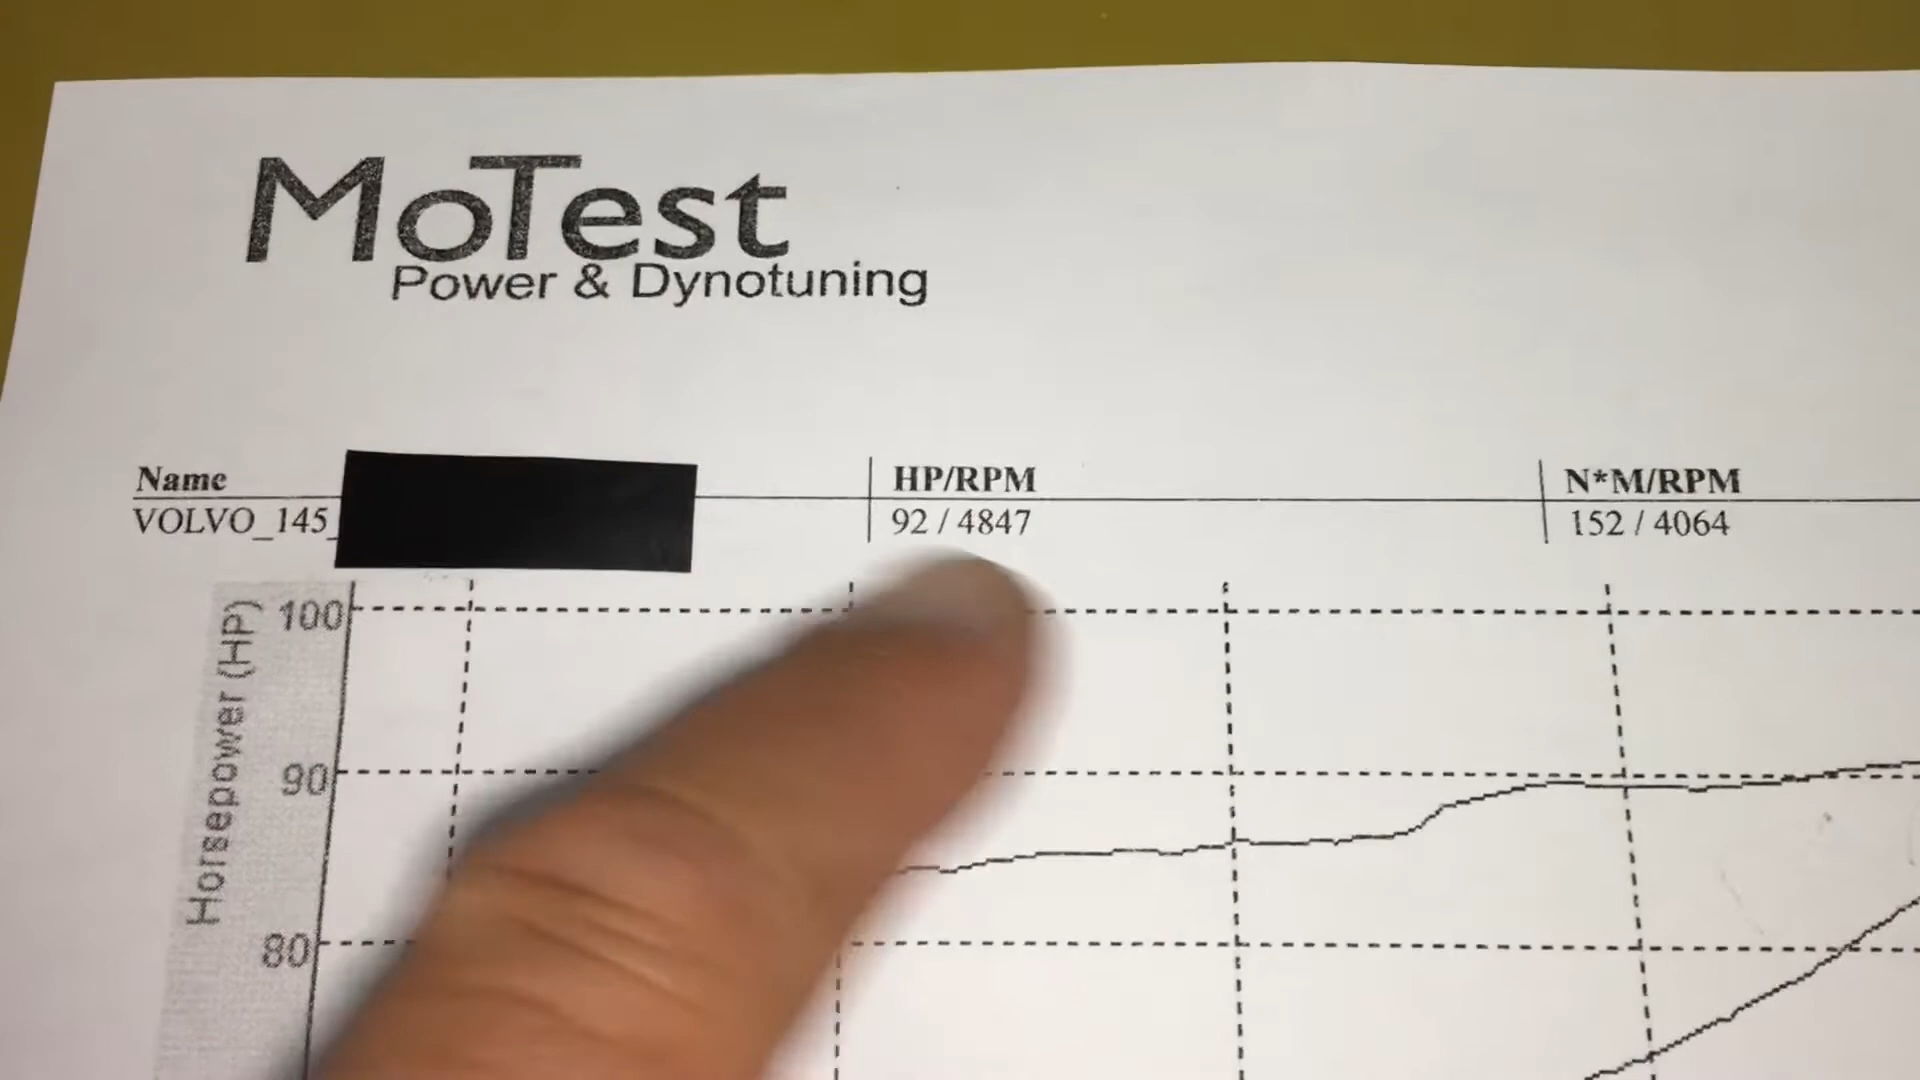 MoTest
Power & Dynotuning
Name
HP/RPM
N*M/RPM
VOLVO_145_
92 / 4847
152 / 4064
Horsepower (HP)
100
90
80